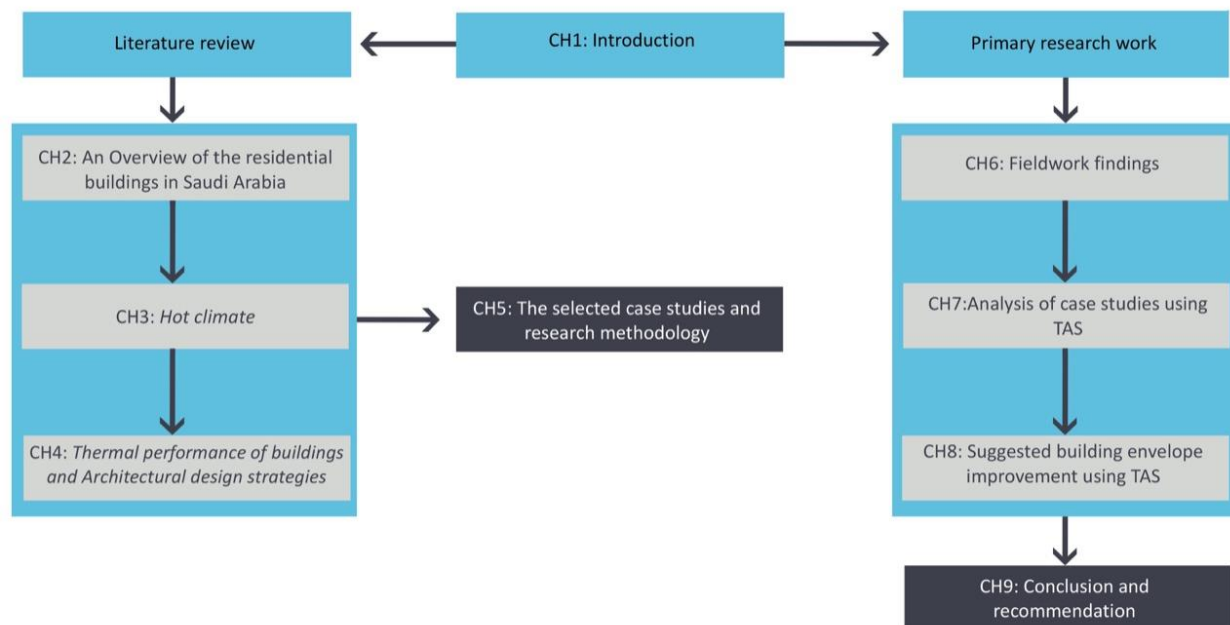 Literature review
CH1: Introduction
Primary research work
CH2: An Overview of the residential
buildings in Saudi Arabia
CH3: Hot climate
CH4: Thermal performance of buildings
and Architectural design strategies
CH5: The selected case studies and
research methodology
CH6: Fieldwork findings
CH7:Analysis of case studies using
TAS
CH8: Suggested building envelope
improvement using TAS
CH9: Conclusion and
recommendation